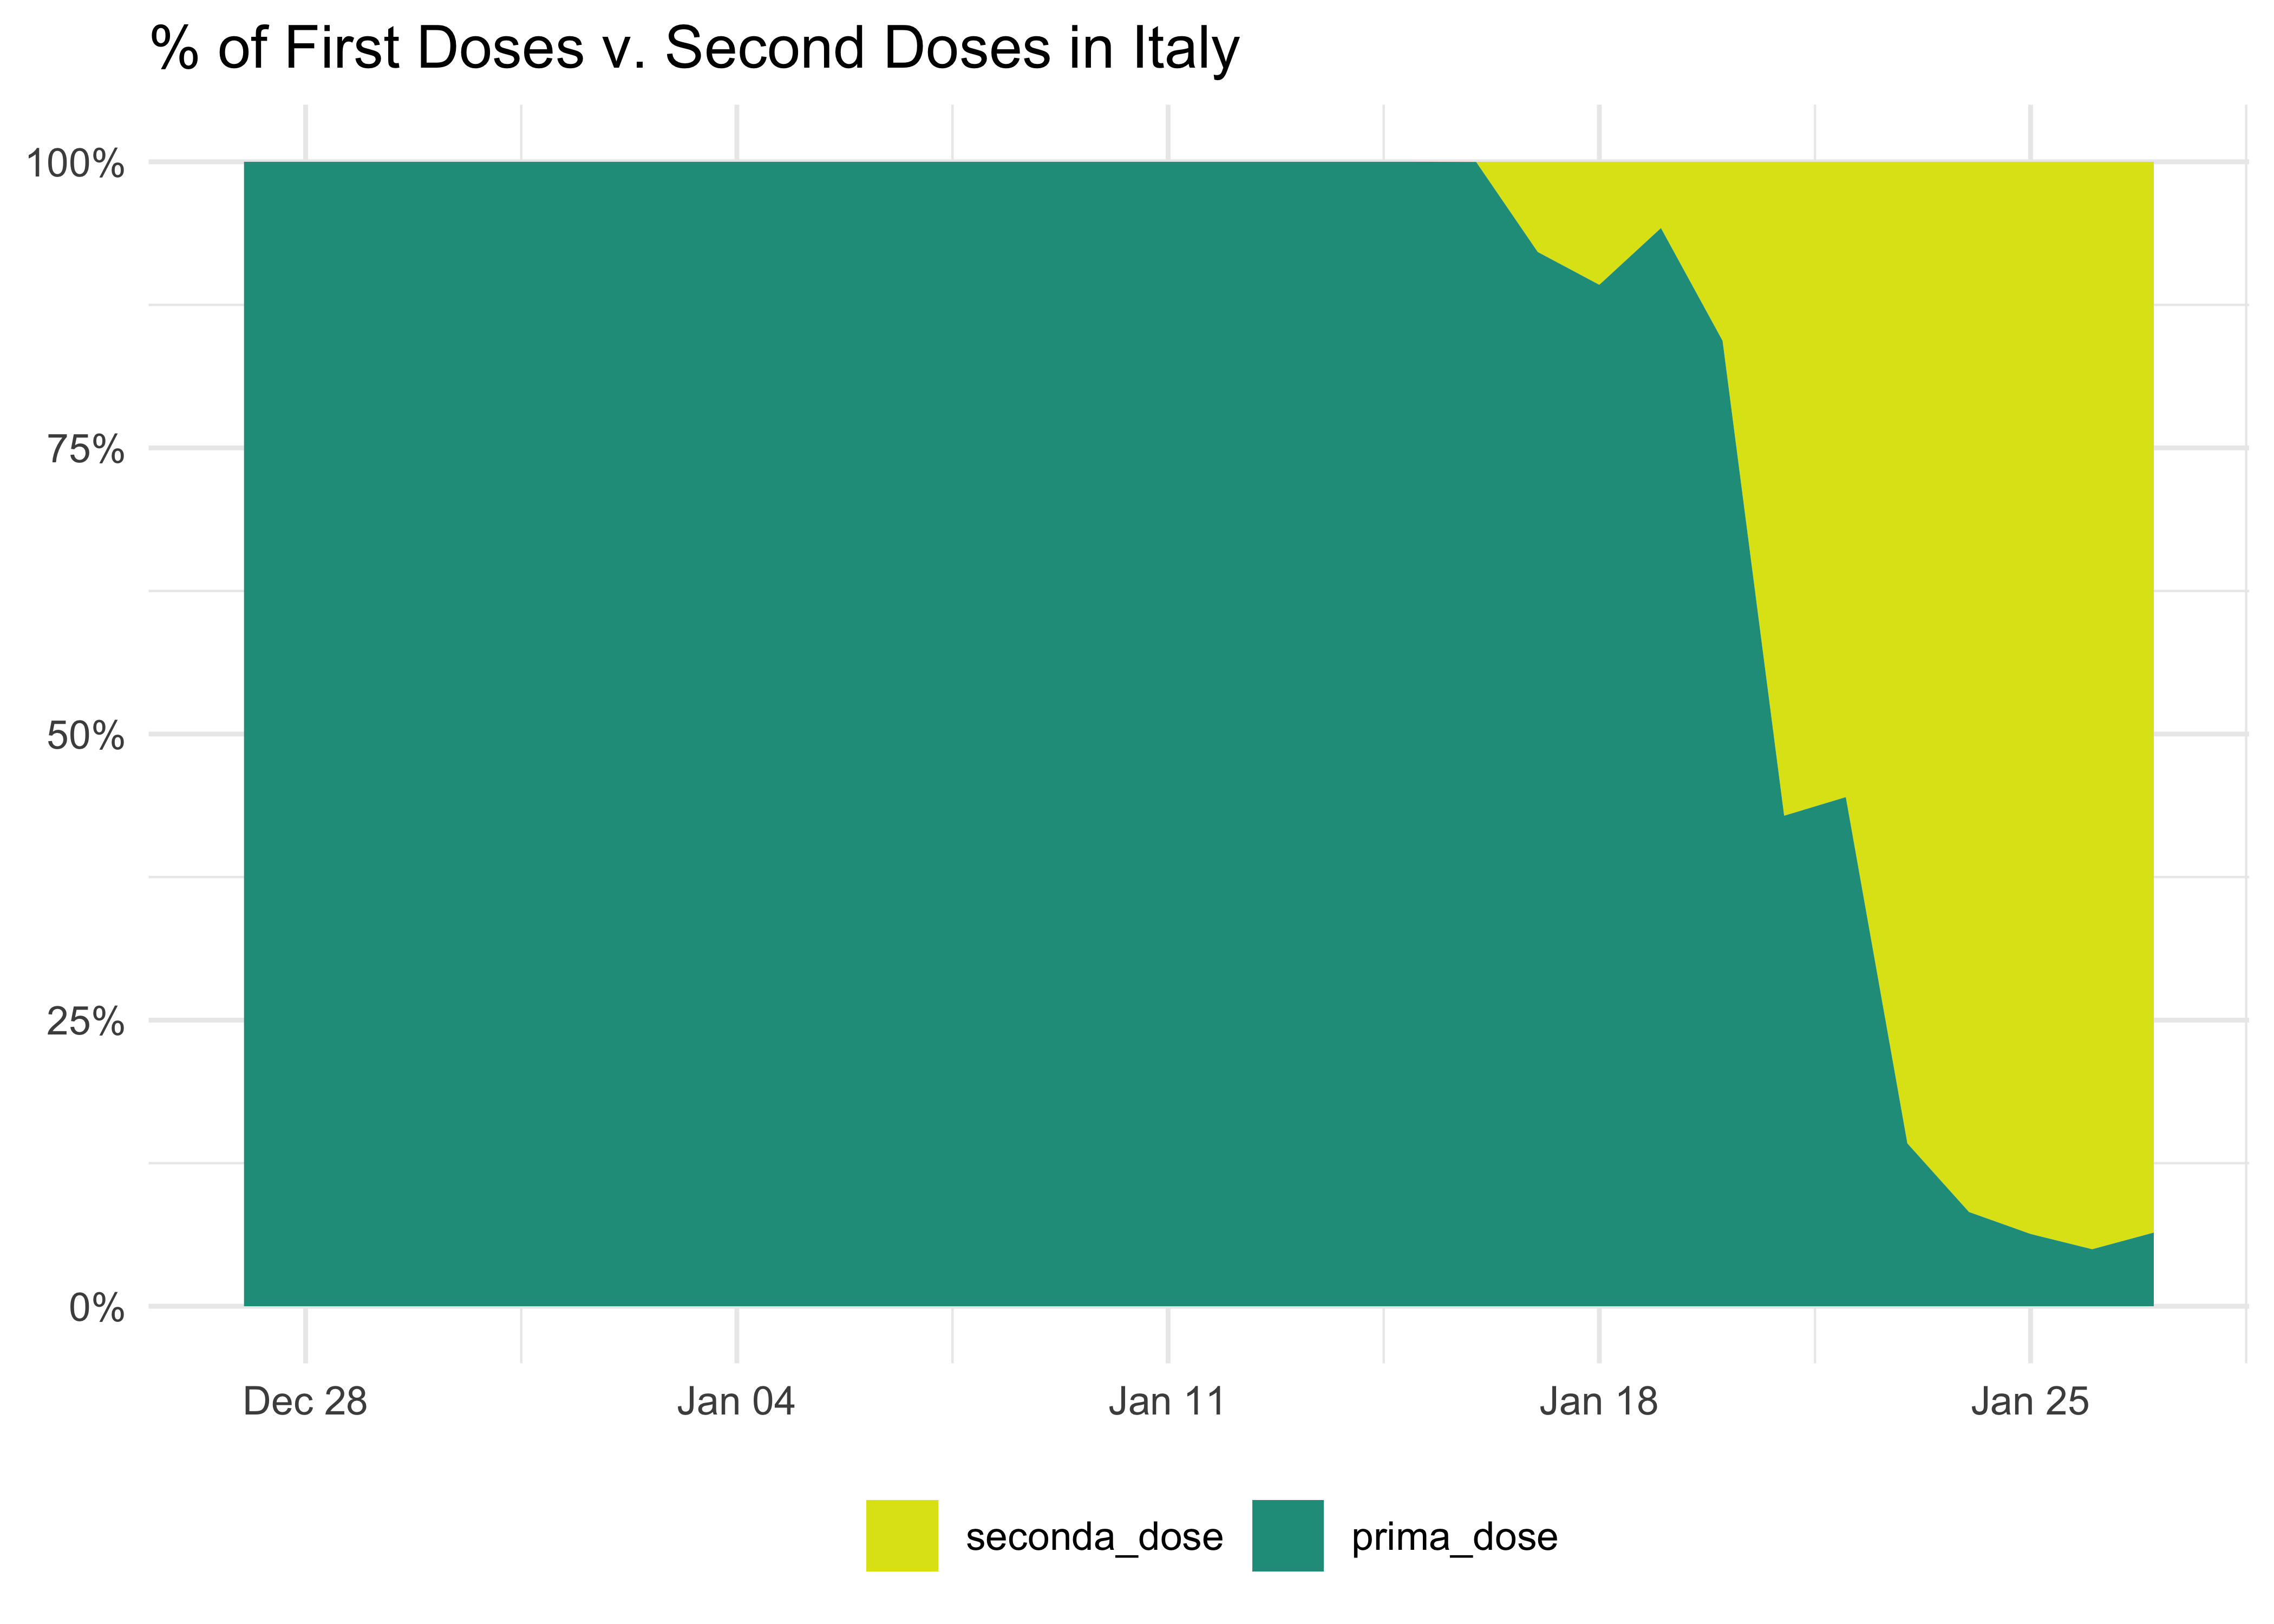 % of First Doses v. Second Doses in Italy
100%
75%
50%
25%
0%
Dec 28 Jan 04 Jan 11 Jan 18 Jan 25
seconda_dose prima_dose